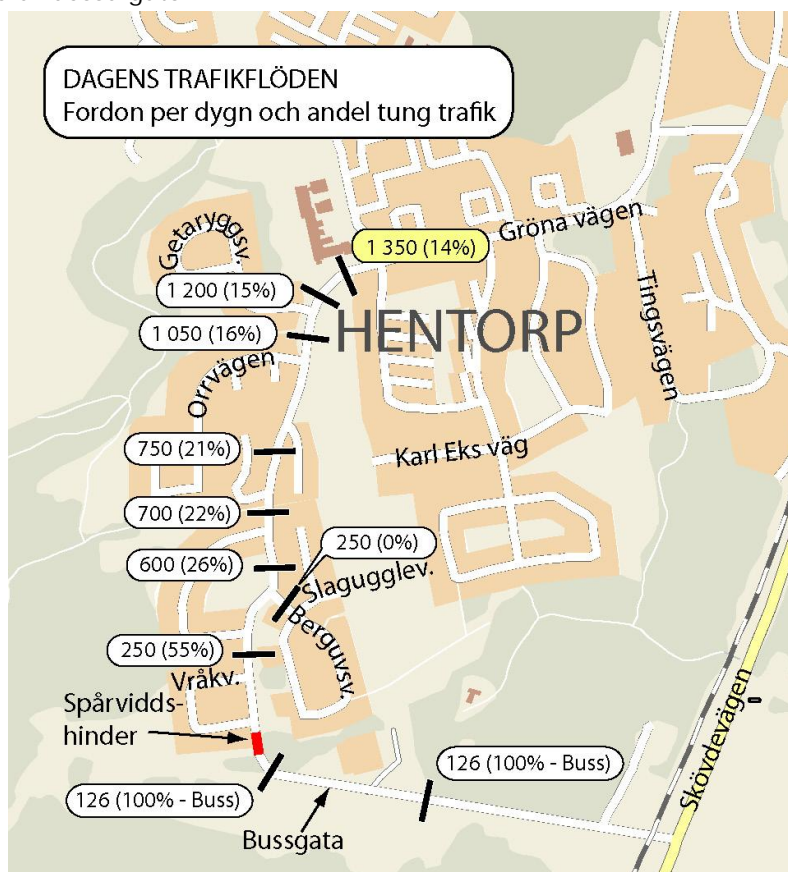 DAGENS TRAFIKFLÖDEN
Fordon per dygn och andel tung trafik
Getaryggsv.
1 350 (14%)
Gröna vägen
1 200 (15%)
HENTORP
1 050 (16%)
Tingsvägen
Orrvägen
750 (21%)
Karl Eks väg
700 (22%)
250 (0%)
600 (26%)
Slagugglev.
Berguvsv.
250 (55%)
Vråkv.
Spårvidds-
hinder
Skövdevägen
126 (100% - Buss)
126 (100% - Buss)
Bussgata